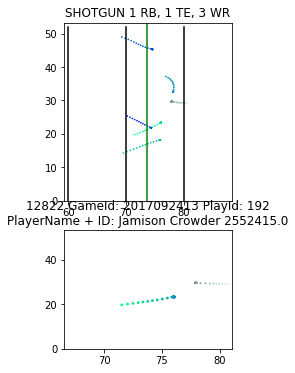 SHOTGUN 1 RB, 1 TE, 3 WR
50
40
30
20
10
0
60 70 80
12822 GameId: 2017092413 PlayId: 192
PlayerName + ID: Jamison Crowder 2552415.0
40
20
0
70 75 80